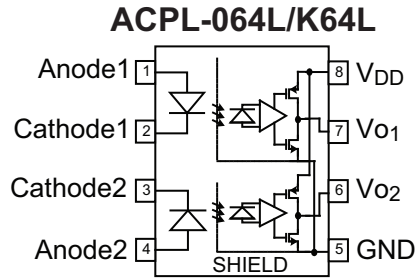 ACPL-064L/K64L
Anode1 1 8 VDD
Cathode1 2 7 Vo1
Cathode2 3 6 Vo2
Anode2 4 5 GND
SHIELD